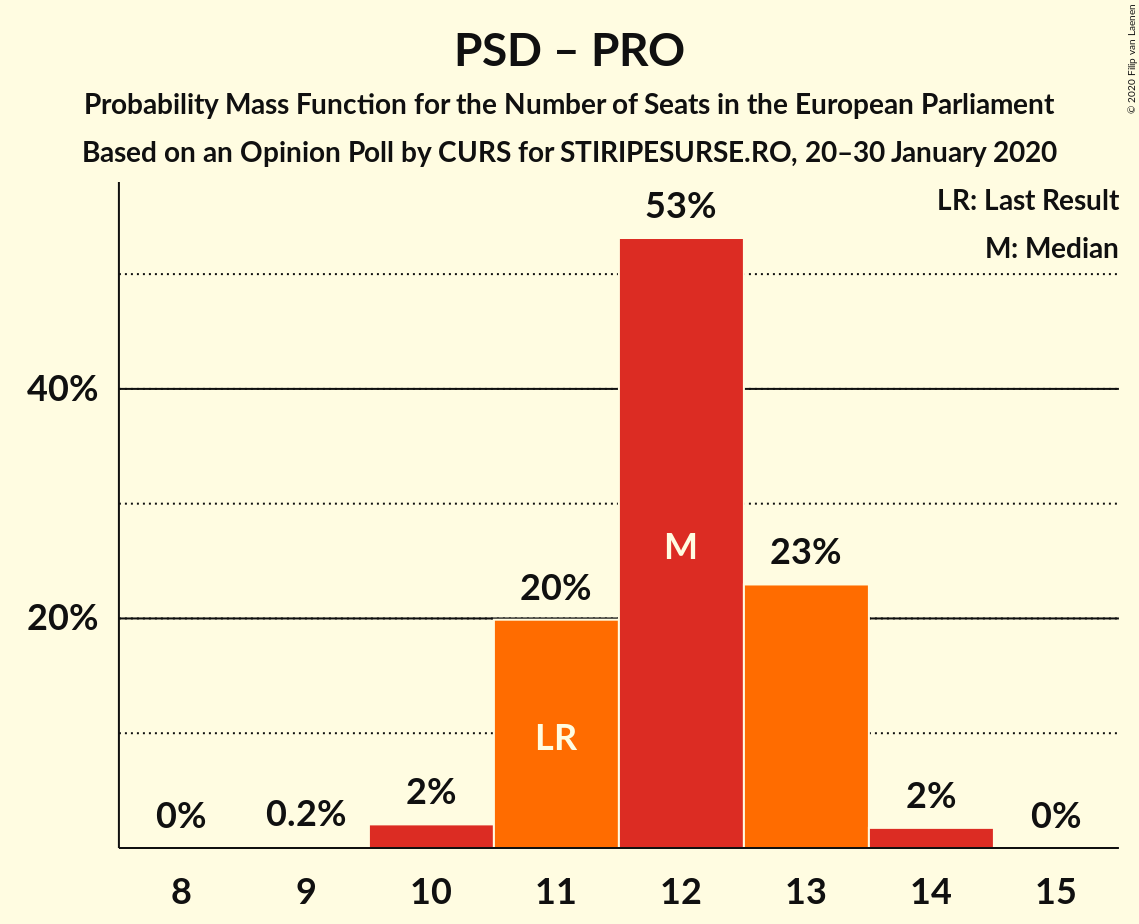 PSD – PRO
Probability Mass Function for the Number of Seats in the European Parliament
Based on an Opinion Poll by CURS for STIRIPESURSE.RO, 20–30 January 2020
© 2020 Filip van Laenen
LR: Last Result
M: Median
53%
40%
M
23%
20%
20%
LR
2%
2%
0%
0.2%
0%
8 9 10 11 12 13 14 15